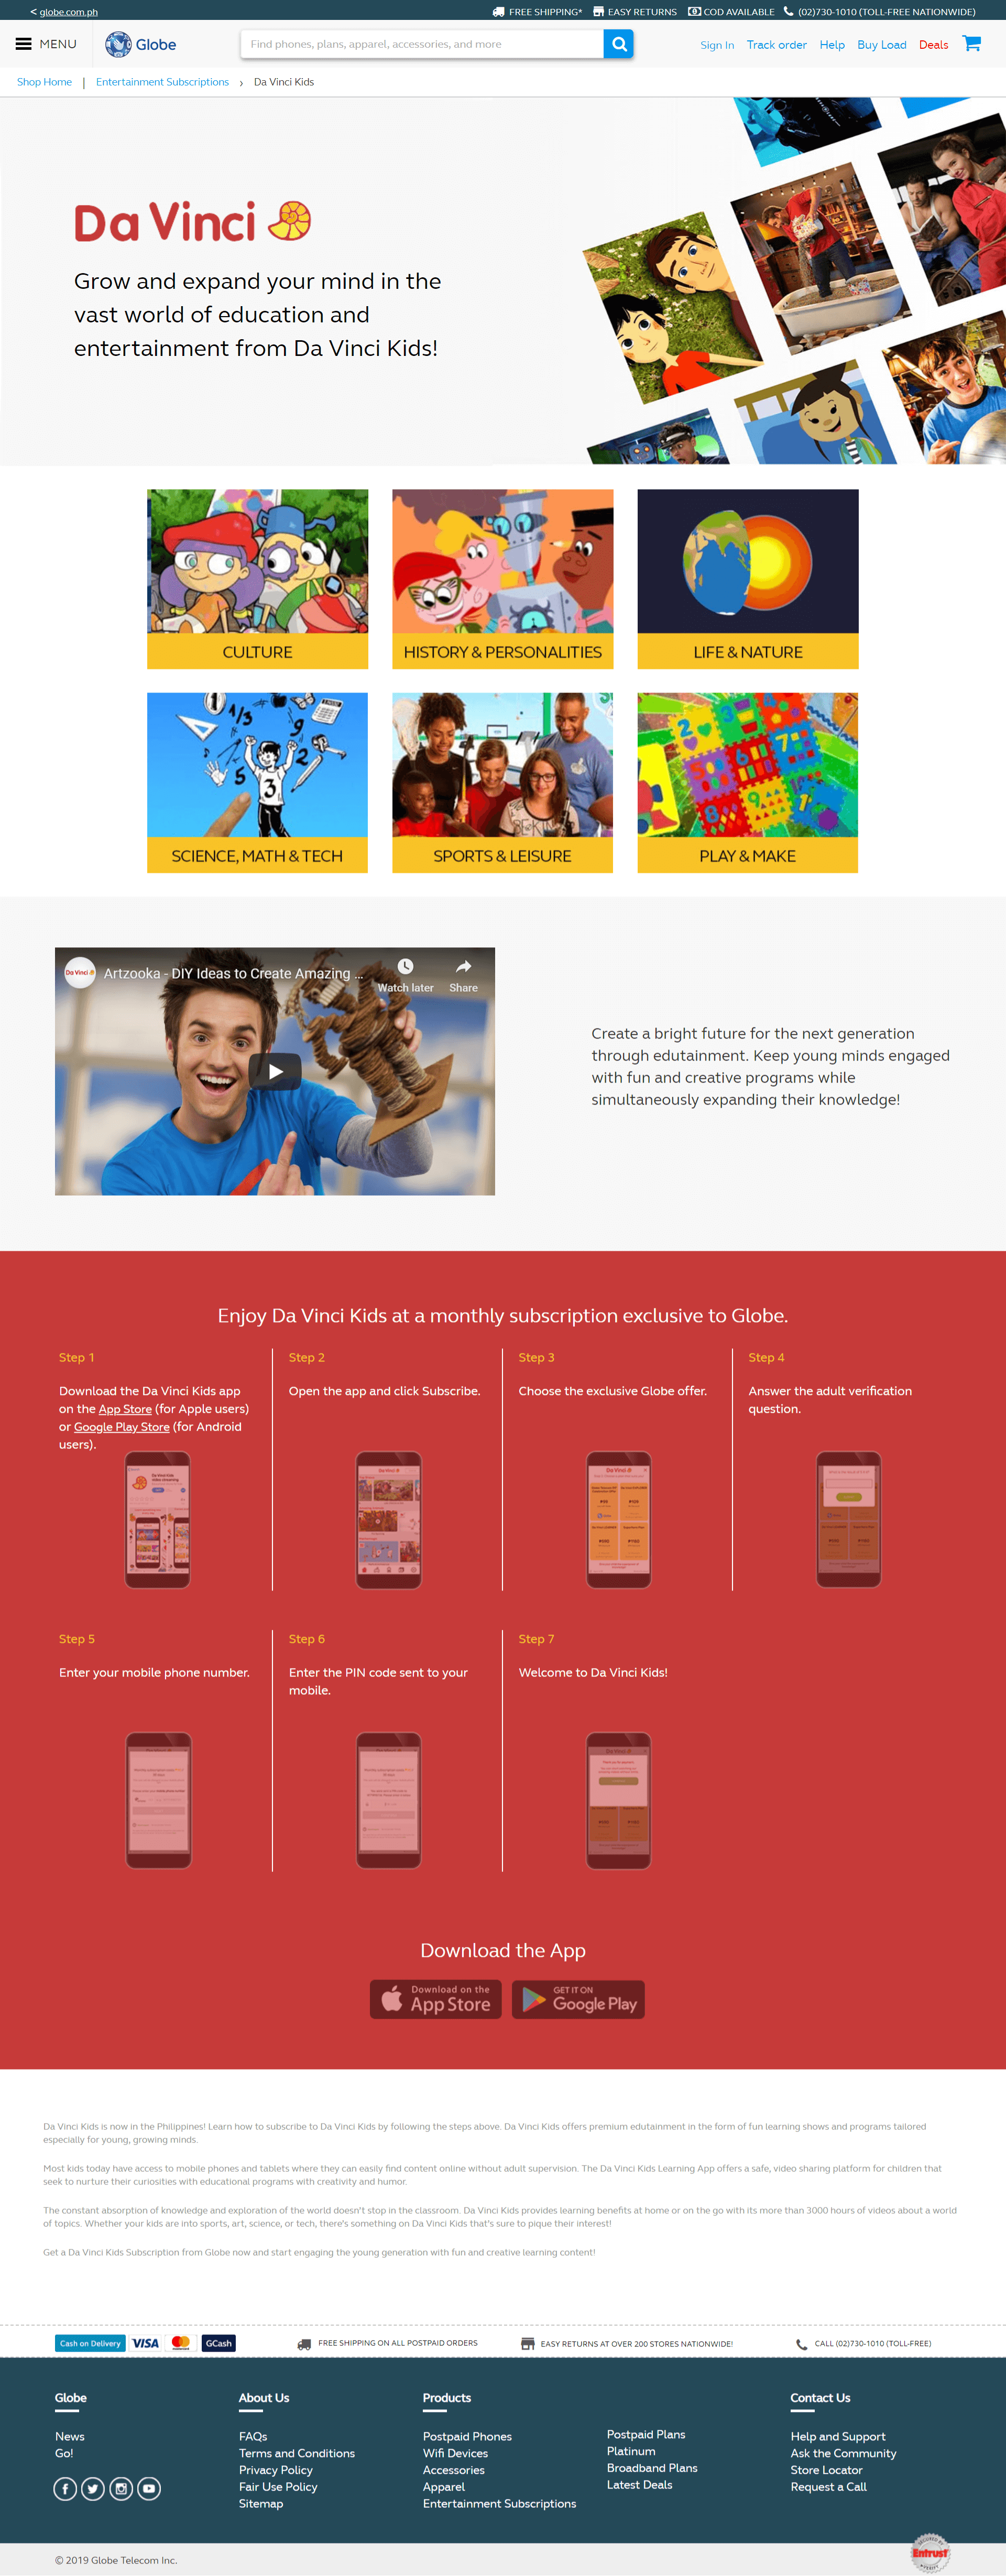 < globe.com.ph
FREE SHIPPING*
EASY RETURNS
COD AVAILABLE
(02)730-1010 (TOLL-FREE NATIONWIDE)
MENU
Globe
Find phones, plans, apparel, accessories, and more
Sign In
Track order
Help
Buy Load
Deals
Shop Home | Entertainment Subscriptions › Da Vinci Kids
Da Vinci
Grow and expand your mind in the
vast world of education and
entertainment from Da Vinci Kids!
CULTURE
HISTORY & PERSONALITIES
LIFE & NATURE
SCIENCE, MATH & TECH
SPORTS & LEISURE
PLAY & MAKE
Da Vinci
Artzooka - DIY Ideas to Create Amazing ...
Watch later
Share
Create a bright future for the next generation
through edutainment. Keep young minds engaged
with fun and creative programs while
simultaneously expanding their knowledge!
Enjoy Da Vinci Kids at a monthly subscription exclusive to Globe.
Step 1
Download the Da Vinci Kids app
on the App Store (for Apple users)
or Google Play Store (for Android
users).
Step 2
Open the app and click Subscribe.
Da Vinci
Step 3
Choose the exclusive Globe offer.
Da Vinci
Step 4
Answer the adult verification
question.
Step 5
Enter your mobile phone number.
Step 6
Enter the PIN code sent to your
mobile.
Step 7
Welcome to Da Vinci Kids!
Da Vinci
Download the App
Download on the
App Store
GET IT ON
Google Play
Da Vinci Kids is now in the Philippines! Learn how to subscribe to Da Vinci Kids by following the steps above. Da Vinci Kids offers premium edutainment in the form of fun learning shows and programs tailored
especially for young, growing minds.
Most kids today have access to mobile phones and tablets where they can easily find content online without adult supervision. The Da Vinci Kids Learning App offers a safe, video sharing platform for children that
seek to nurture their curiosities with educational programs with creativity and humor.
The constant absorption of knowledge and exploration of the world doesn't stop in the classroom. Da Vinci Kids provides learning benefits at home or on the go with its more than 3000 hours of videos about a world
of topics. Whether your kids are into sports, art, science, or tech, there's something on Da Vinci Kids that's sure to pique their interest!
Get a Da Vinci Kids Subscription from Globe now and start engaging the young generation with fun and creative learning content!
Cash on Delivery
VISA
GCash
FREE SHIPPING ON ALL POSTPAID ORDERS
EASY RETURNS AT OVER 200 STORES NATIONWIDE!
CALL (02)730-1010 (TOLL-FREE)
Globe
News
Go!
About Us
FAQs
Terms and Conditions
Privacy Policy
Fair Use Policy
Sitemap
Products
Postpaid Phones
Wifi Devices
Accessories
Apparel
Entertainment Subscriptions
Postpaid Plans
Platinum
Broadband Plans
Latest Deals
Contact Us
Help and Support
Ask the Community
Store Locator
Request a Call
© 2019 Globe Telecom Inc.
SECURED BY
Entrust